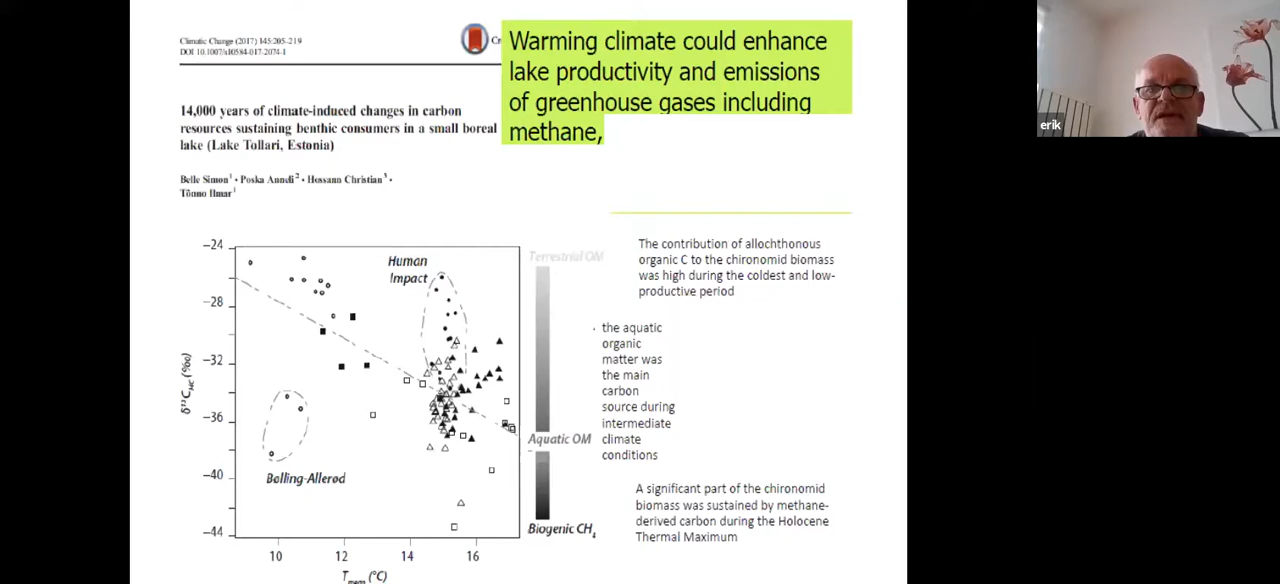 Climatic Change (2017) 145:205-219
DOI 10.1007/s10584-017-2074-1
Warming climate could enhance
lake productivity and emissions
of greenhouse gases including
methane,
14,000 years of climate-induced changes in carbon
resources sustaining benthic consumers in a small boreal
lake (Lake Tollari, Estonia)
Belle Simon¹ • Poska Anneli² • Hossann Christian³ •
Tõnno Ilmar¹
erik
The contribution of allochthonous
organic C to the chironomid biomass
was high during the coldest and low-
productive period
the aquatic
organic
matter was
the main
carbon
source during
intermediate
climate
conditions
A significant part of the chironomid
biomass was sustained by methane-
derived carbon during the Holocene
Thermal Maximum
δ¹³C_HC (‰)
-24
-28
-32
-36
-40
-44
Human
Impact
Bølling-Allerød
Terrestrial OM
Aquatic OM
Biogenic CH₄
10 12 14 16
T_mean (°C)